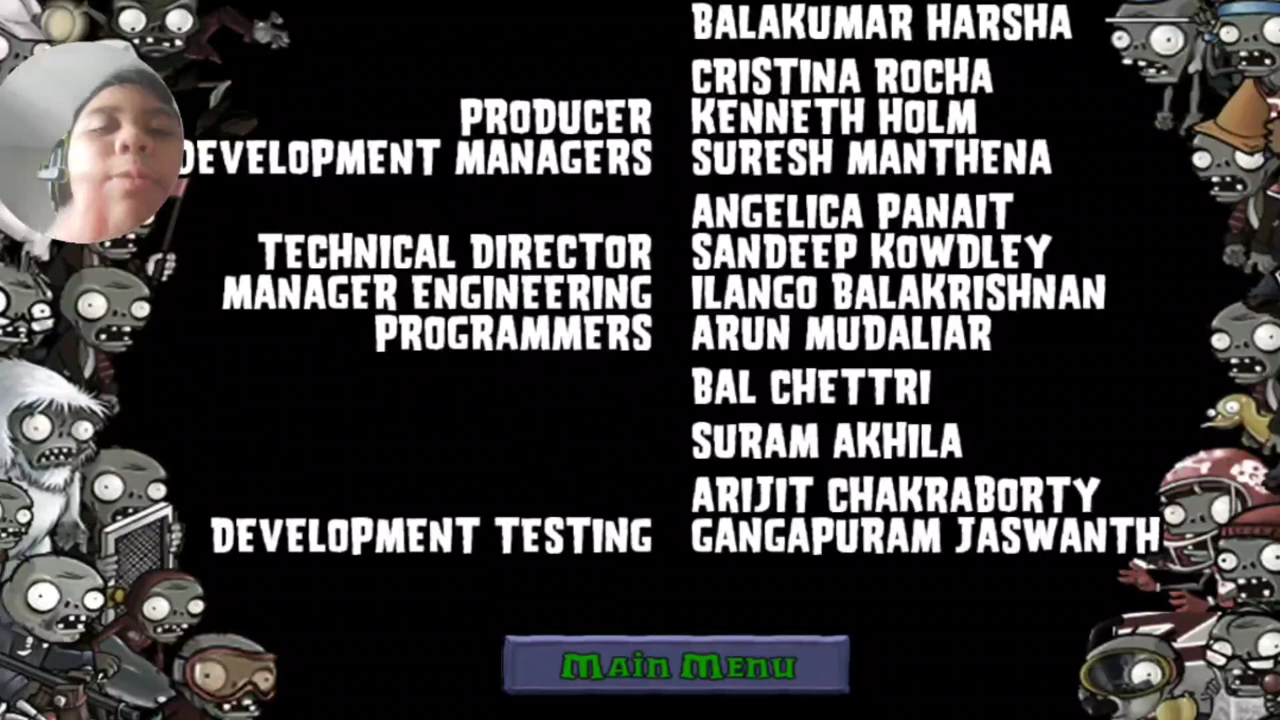 BALAKUMAR HARSHA
CRISTINA ROCHA
PRODUCER KENNETH HOLM
DEVELOPMENT MANAGERS SURESH MANTHENA
ANGELICA PANAIT
TECHNICAL DIRECTOR SANDEEP KOWDLEY
MANAGER ENGINEERING ILANGO BALAKRISHNAN
PROGRAMMERS ARUN MUDALIAR
BAL CHETTRI
SURAM AKHILA
ARIJIT CHAKRABORTY
DEVELOPMENT TESTING GANGAPURAM JASWANTH
MAIN MENU